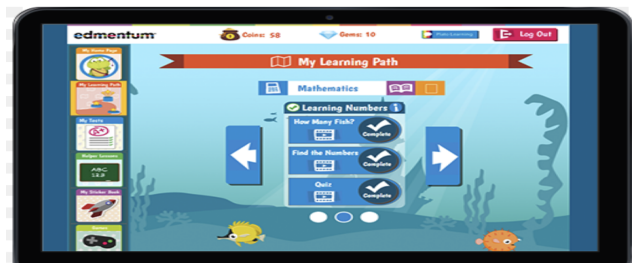 edmentum
Coins: 58
Gems: 10
Log Out
My Home Page
My Learning Path
My Learning Path
Mathematics
Learning Numbers
How Many Fish?
Complete
My Tests
Find the Numbers
Complete
Helper Lessons
ABC
Quiz
Complete
My Sticker Book
Games